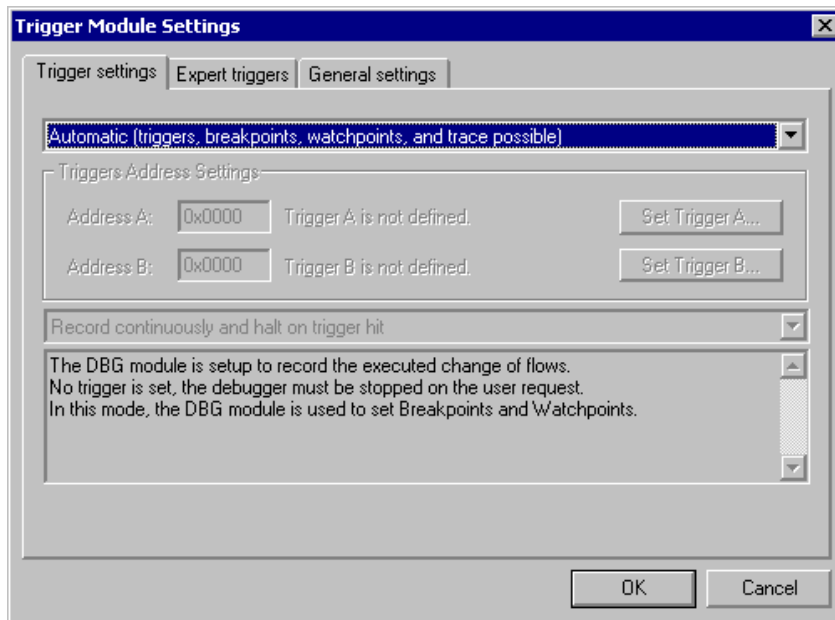 Trigger Module Settings
Trigger settings
Expert triggers
General settings
Automatic (triggers, breakpoints, watchpoints, and trace possible)
Triggers Address Settings
Address A: 0x0000 Trigger A is not defined. Set Trigger A...
Address B: 0x0000 Trigger B is not defined. Set Trigger B...
Record continuously and halt on trigger hit
The DBG module is setup to record the executed change of flows.
No trigger is set, the debugger must be stopped on the user request.
In this mode, the DBG module is used to set Breakpoints and Watchpoints.
OK Cancel